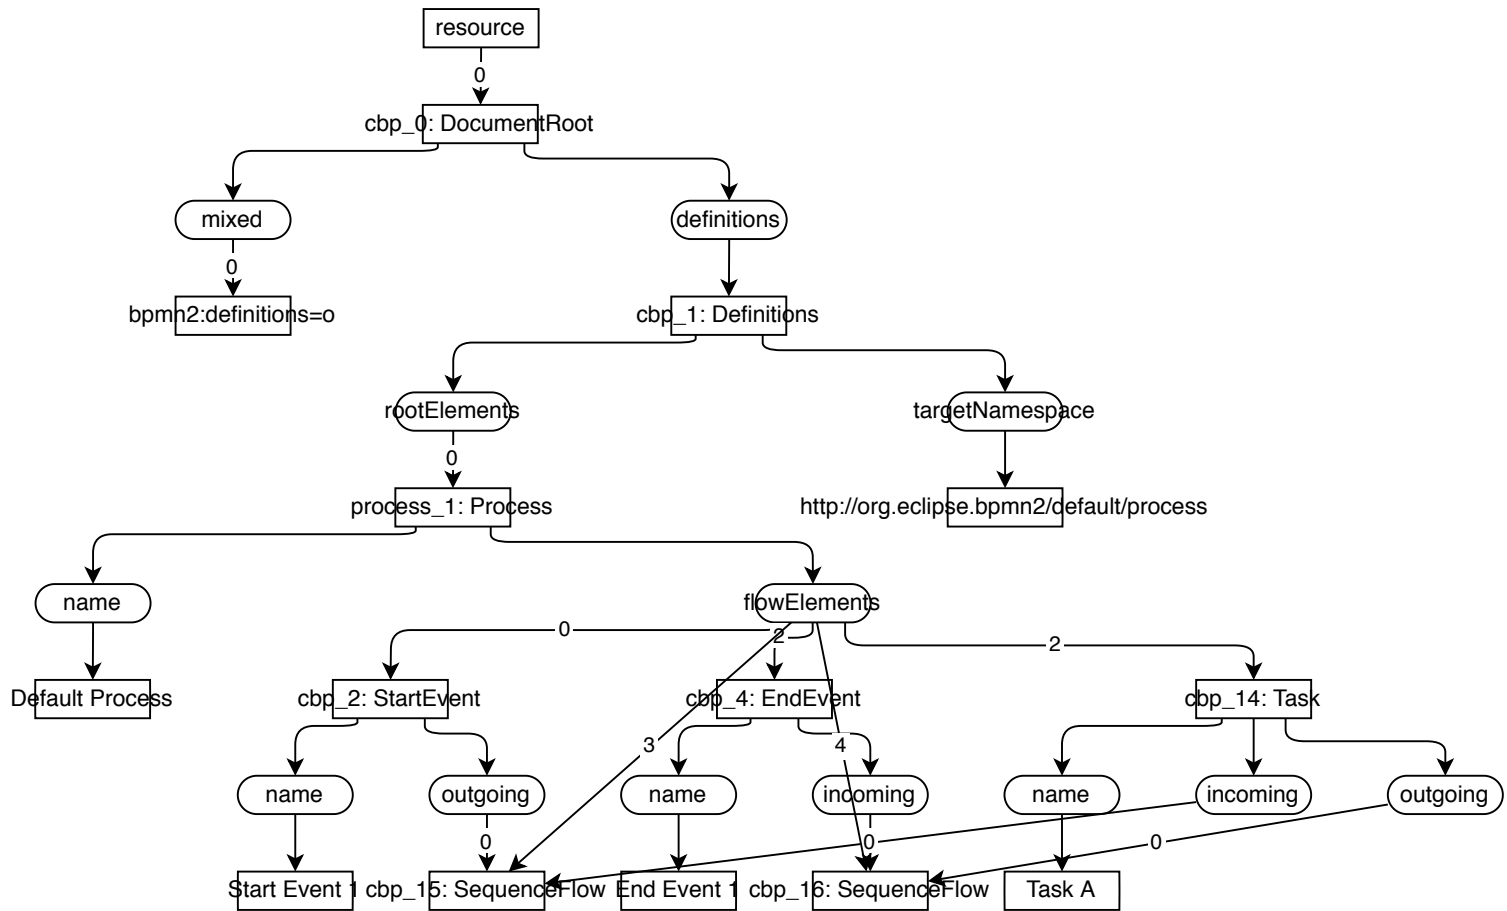 resource
0
cbp_0: DocumentRoot
mixed
definitions
0
bpmn2:definitions=o
cbp_1: Definitions
rootElements
targetNamespace
0
process_1: Process
http://org.eclipse.bpmn2/default/process
name
flowElements
0
2
2
Default Process
cbp_2: StartEvent
cbp_4: EndEvent
cbp_14: Task
3
4
name
outgoing
name
incoming
name
incoming
outgoing
0
0
0
Start Event 1
cbp_15: SequenceFlow
End Event 1
cbp_16: SequenceFlow
Task A